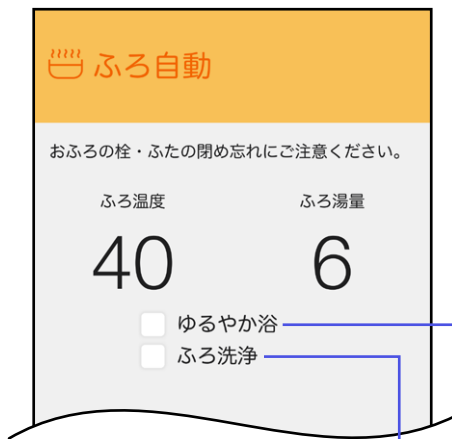 ふろ自動
おふろの栓・ふたの閉め忘れにご注意ください。
ふろ温度 ふろ湯量
40 6
ゆるやか浴
ふろ洗浄